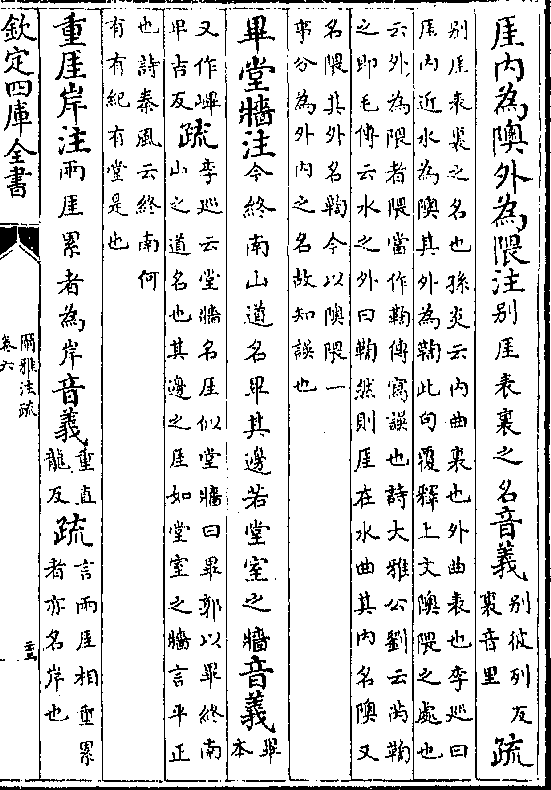 厓内為隩外為隈注别厓表裏之名音義别彼列反裏音里疏
别厓表裏之名也孫炎云内曲裏也外曲表也李巡曰
厓内近水為隩其外為鞫此句覆釋上文隩隈之處也
云外為隈者隈當作鞫傳寫誤也詩大雅公劉云芮鞫
之即毛傳云水之外曰鞫然則厓在水曲其内名隩又
名隈其外名鞫今以隩隈一
事分為外内之名故知誤也
畢堂牆注今終南山道名畢其邊若堂室之牆音義畢本
又作卑吉反疏李巡云堂牆名厓似堂牆曰畢郭以畢終南
山之道名也其邊之厓如堂室之牆言平正
也詩秦風云終南何
有有紀有堂是也
重厓岸注兩厓累者為岸音義重直龍反疏言兩厓相重累者亦名岸也
欽定四庫全書
爾雅注疏
卷六